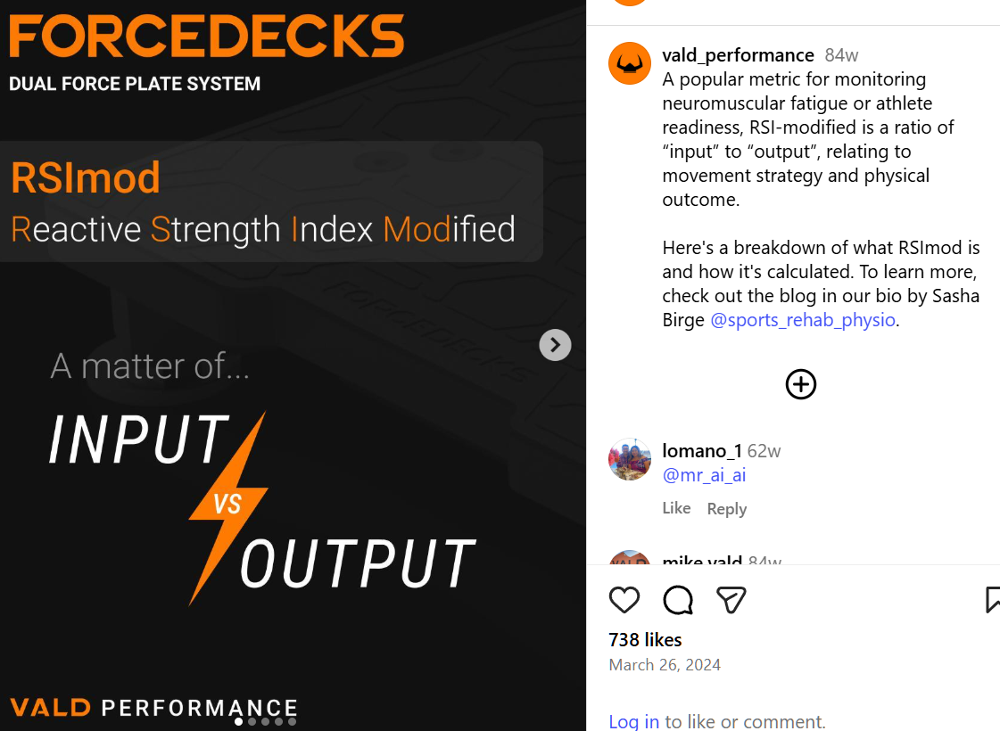 FORCEDECKS
DUAL FORCE PLATE SYSTEM
RSImod
Reactive Strength Index Modified
FORCEDECKS
A matter of...
INPUT
VS
OUTPUT
VALD PERFORMANCE
vald_performance 84w
A popular metric for monitoring
neuromuscular fatigue or athlete
readiness, RSI-modified is a ratio of
“input” to “output”, relating to
movement strategy and physical
outcome.
Here's a breakdown of what RSImod is
and how it's calculated. To learn more,
check out the blog in our bio by Sasha
Birge @sports_rehab_physio.
lomano_1 62w
@mr_ai_ai
Like Reply
mike.vald 84w
VALD
738 likes
March 26, 2024
Log in to like or comment.